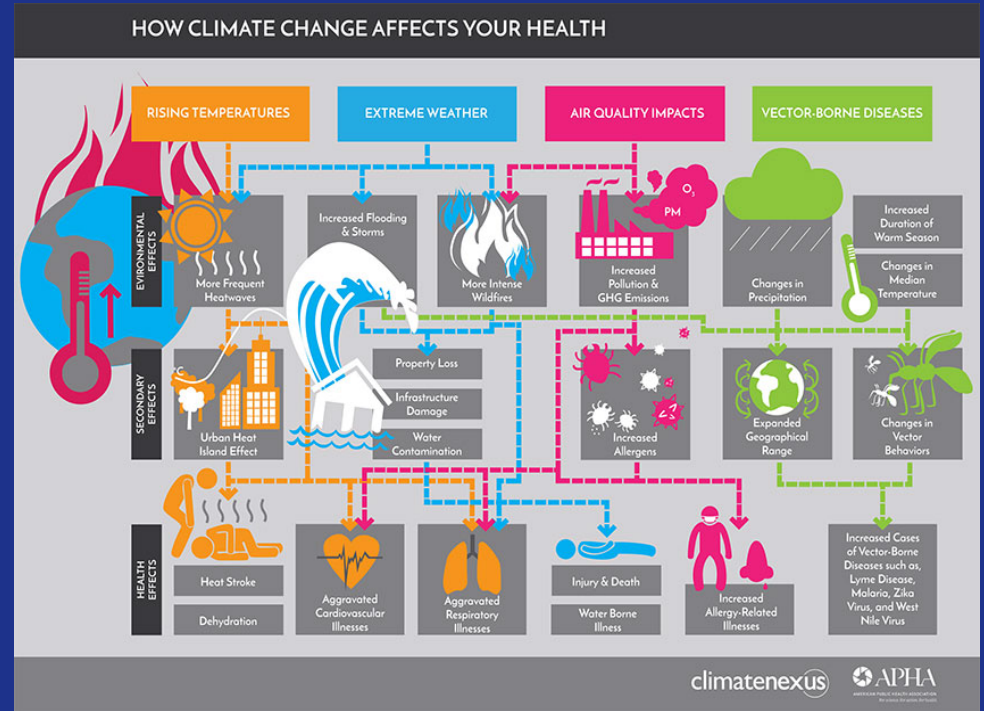 HOW CLIMATE CHANGE AFFECTS YOUR HEALTH
RISING TEMPERATURES
EXTREME WEATHER
AIR QUALITY IMPACTS
VECTOR-BORNE DISEASES
EVIRONMENTAL
EFFECTS
More Frequent
Heatwaves
Increased Flooding
& Storms
More Intense
Wildfires
O3
PM
Increased
Pollution &
GHG Emissions
Changes in
Precipitation
Increased
Duration of
Warm Season
Changes in
Median
Temperature
SECONDARY
EFFECTS
Urban Heat
Island Effect
Property Loss
Infrastructure
Damage
Water
Contamination
Increased
Allergens
Expanded
Geographical
Range
Changes in
Vector
Behaviors
HEALTH
EFFECTS
Heat Stroke
Dehydration
Aggravated
Cardiovascular
Illnesses
Aggravated
Respiratory
Illnesses
Injury & Death
Water Borne
Illness
Increased
Allergy-Related
Illnesses
Increased Cases
of Vector-Borne
Diseases such as,
Lyme Disease,
Malaria, Zika
Virus, and West
Nile Virus
climatenexus
APHA
AMERICAN PUBLIC HEALTH ASSOCIATION